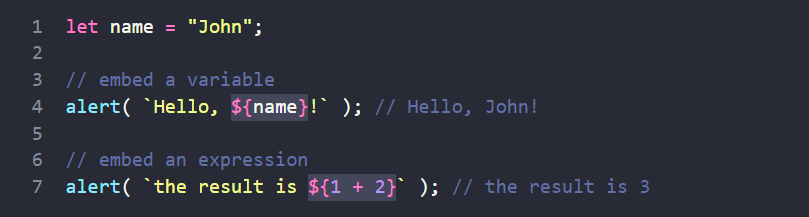 1 let name = "John";
2
3 // embed a variable
4 alert( `Hello, ${name}!` ); // Hello, John!
5
6 // embed an expression
7 alert( `the result is ${1 + 2}` ); // the result is 3